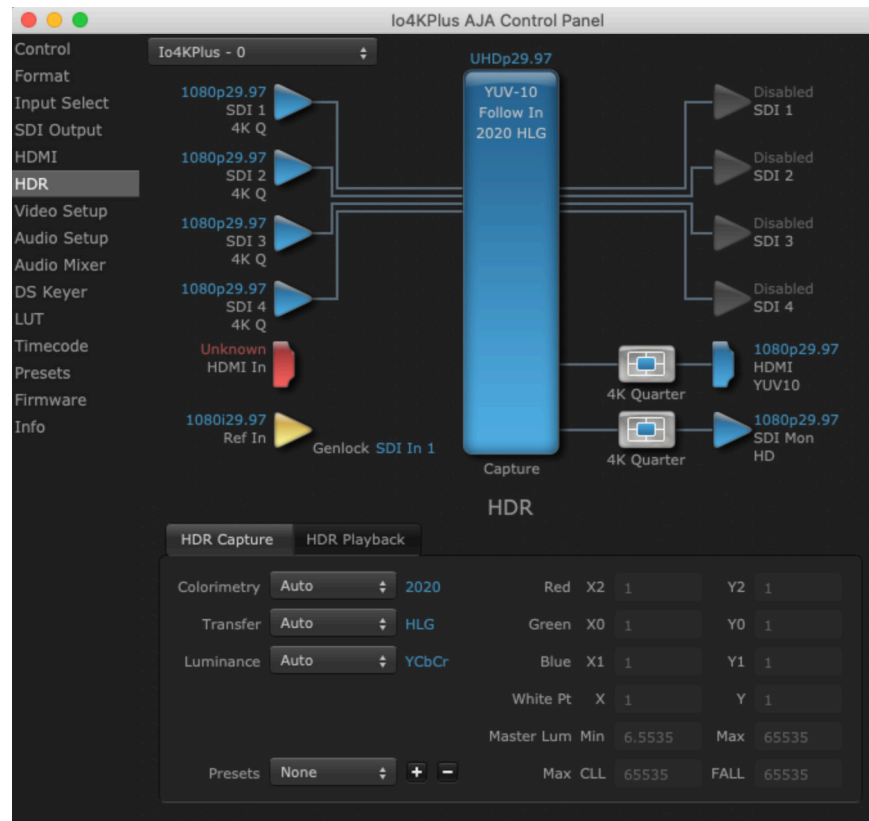 Io4KPlus AJA Control Panel
Control
Format
Input Select
SDI Output
HDMI
HDR
Video Setup
Audio Setup
Audio Mixer
DS Keyer
LUT
Timecode
Presets
Firmware
Info
Io4KPlus - 0
1080p29.97
SDI 1
4K Q
1080p29.97
SDI 2
4K Q
1080p29.97
SDI 3
4K Q
1080p29.97
SDI 4
4K Q
Unknown
HDMI In
1080i29.97
Ref In
Genlock SDI In 1
UHDp29.97
YUV-10
Follow In
2020 HLG
Capture
Disabled
SDI 1
Disabled
SDI 2
Disabled
SDI 3
Disabled
SDI 4
4K Quarter
1080p29.97
HDMI
YUV10
4K Quarter
1080p29.97
SDI Mon
HD
HDR
HDR Capture HDR Playback
Colorimetry Auto 2020 Red X2 1 Y2 1
Transfer Auto HLG Green X0 1 Y0 1
Luminance Auto YCbCr Blue X1 1 Y1 1
White Pt X 1 Y 1
Master Lum Min 6.5535 Max 65535
Presets None + - Max CLL 65535 FALL 65535